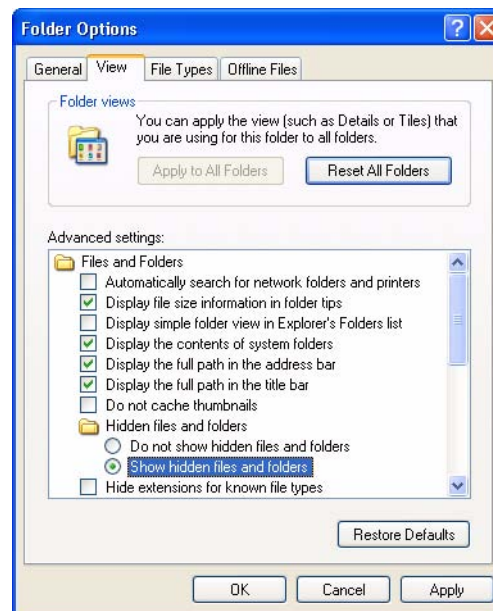 Folder Options
General View File Types Offline Files
Folder views
You can apply the view (such as Details or Tiles) that
you are using for this folder to all folders.
Apply to All Folders Reset All Folders
Advanced settings:
Files and Folders
Automatically search for network folders and printers
Display file size information in folder tips
Display simple folder view in Explorer's Folders list
Display the contents of system folders
Display the full path in the address bar
Display the full path in the title bar
Do not cache thumbnails
Hidden files and folders
Do not show hidden files and folders
Show hidden files and folders
Hide extensions for known file types
Restore Defaults
OK Cancel Apply